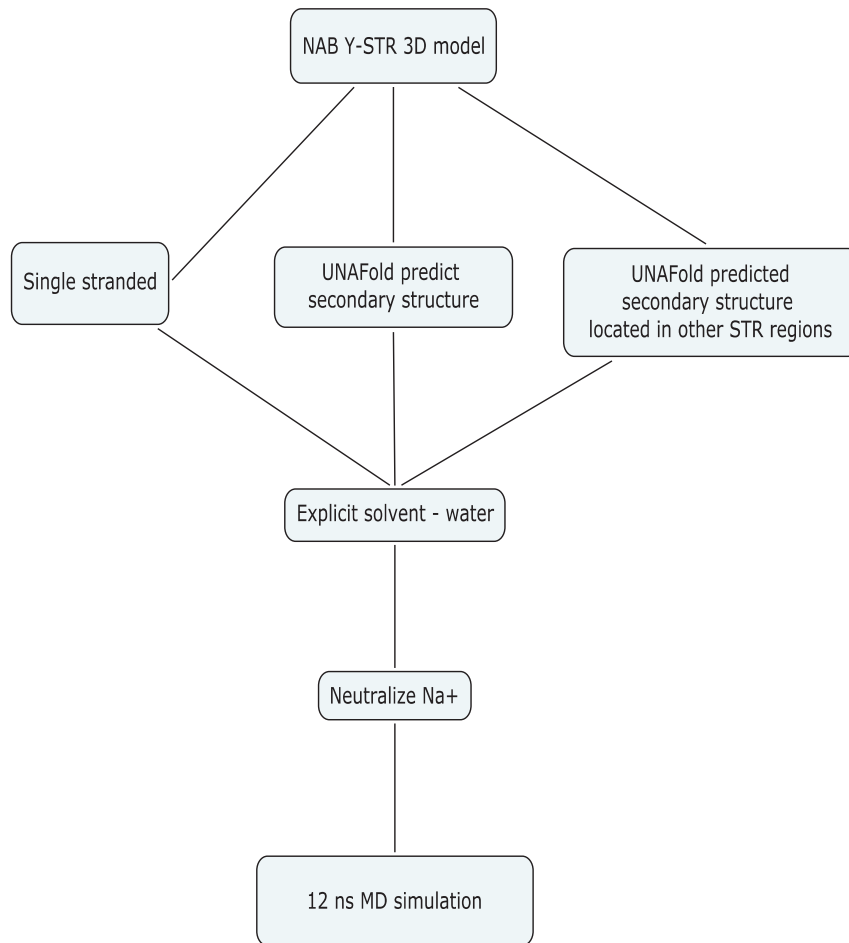 NAB Y-STR 3D model
Single stranded
UNAFold predict
secondary structure
UNAFold predicted
secondary structure
located in other STR regions
Explicit solvent - water
Neutralize Na+
12 ns MD simulation